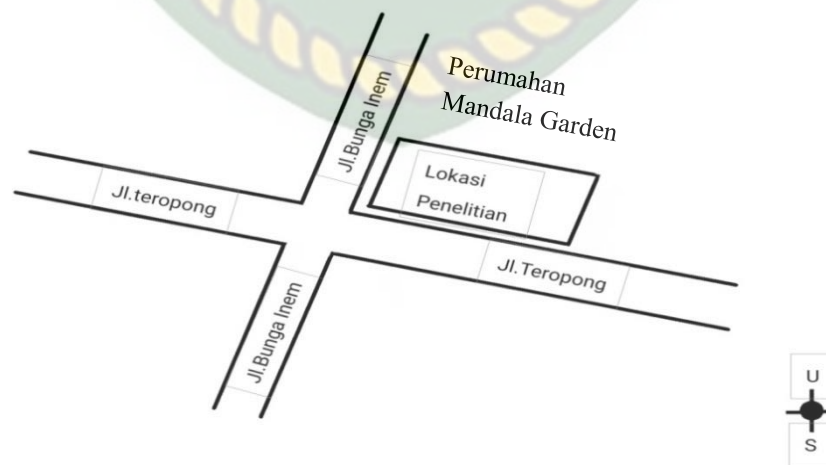 Perumahan
Mandala Garden
Jl.Bunga Inem
Lokasi
Penelitian
Jl.teropong
Jl.Teropong
Jl.Bunga Inem
U
S